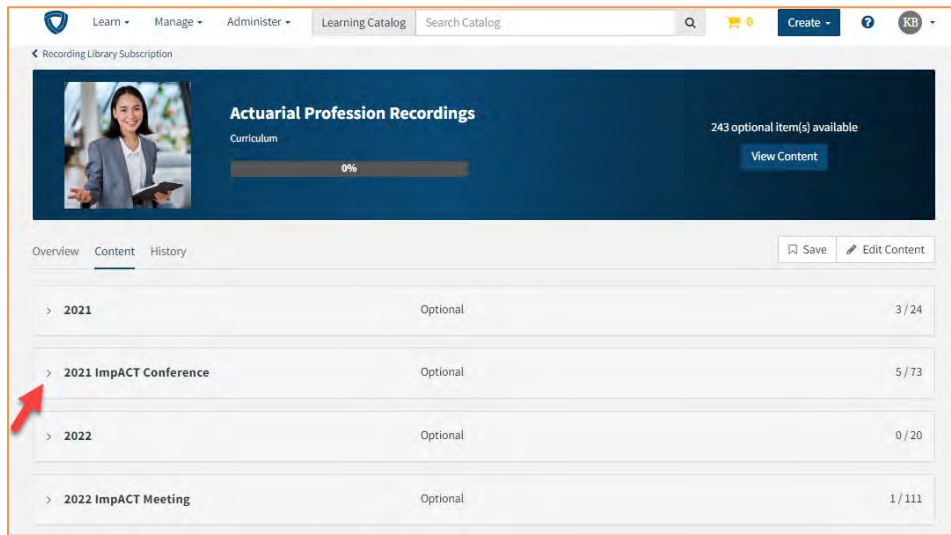 Learn Manage Administer Learning Catalog Search Catalog 0 Create ? KB
Recording Library Subscription
Actuarial Profession Recordings
Curriculum
0%
243 optional item(s) available
View Content
Overview Content History Save Edit Content
2021 Optional 3 / 24
2021 ImpACT Conference Optional 5 / 73
2022 Optional 0 / 20
2022 ImpACT Meeting Optional 1 / 111